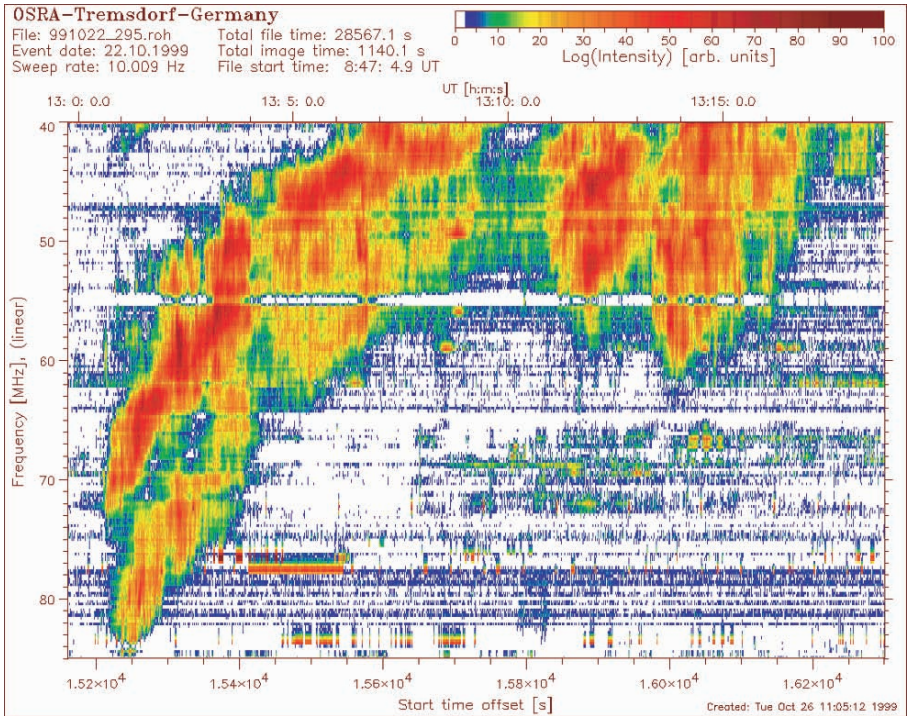 OSRA-Tremsdorf-Germany
File: 991022_295.roh Total file time: 28567.1 s
Event date: 22.10.1999 Total image time: 1140.1 s
Sweep rate: 10.009 Hz File start time: 8:47: 4.9 UT
0 10 20 30 40 50 60 70 80 90 100
Log(Intensity) [arb. units]
UT [h:m:s]
13: 0: 0.0 13: 5: 0.0 13:10: 0.0 13:15: 0.0
40
50
60
70
80
Frequency [MHz], (linear)
1.52×10⁴ 1.54×10⁴ 1.56×10⁴ 1.58×10⁴ 1.60×10⁴ 1.62×10⁴
Start time offset [s]
Created: Tue Oct 26 11:05:12 1999